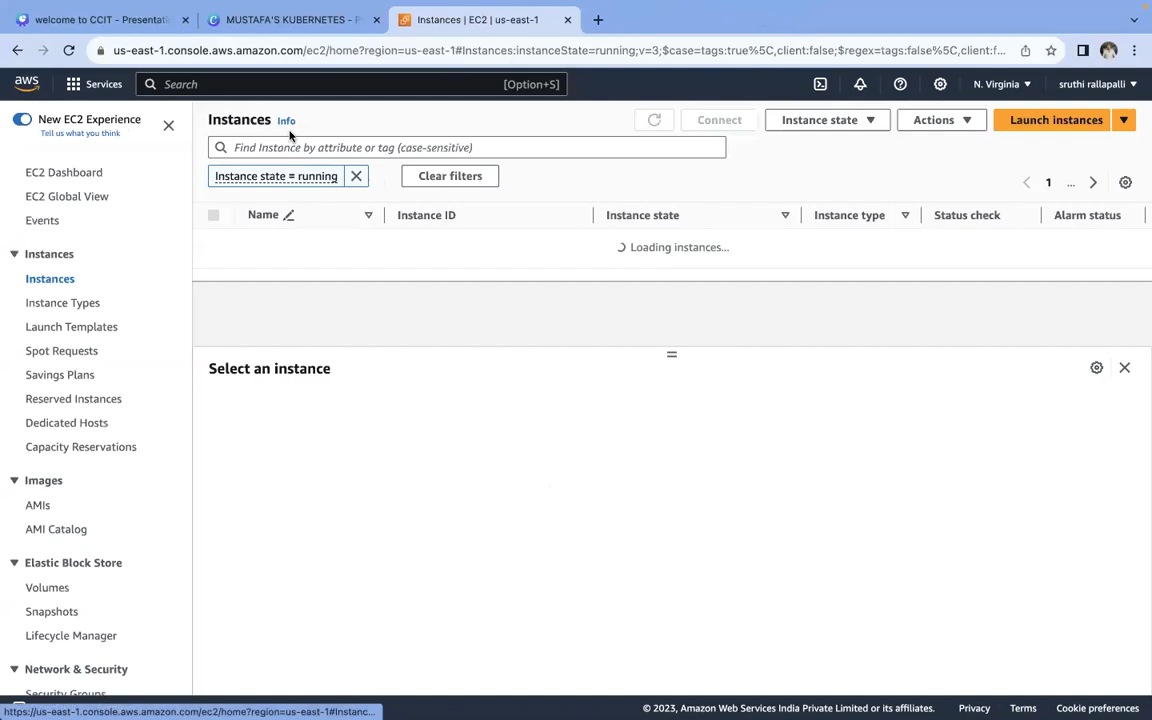 welcome to CCIT - Presentati
MUSTAFA'S KUBERNETES - P
Instances | EC2 | us-east-1
us-east-1.console.aws.amazon.com/ec2/home?region=us-east-1#Instances:instanceState=running;v=3;$case=tags:true%5C,client:false;$regex=tags:false%5C,client:f...
aws
Services
Search
[Option+S]
N. Virginia
sruthi rallapalli
New EC2 Experience
Tell us what you think
EC2 Dashboard
EC2 Global View
Events
Instances
Instances
Instance Types
Launch Templates
Spot Requests
Savings Plans
Reserved Instances
Dedicated Hosts
Capacity Reservations
Images
AMIs
AMI Catalog
Elastic Block Store
Volumes
Snapshots
Lifecycle Manager
Network & Security
Security Groups
Instances Info
Connect
Instance state
Actions
Launch instances
Find Instance by attribute or tag (case-sensitive)
Instance state = running
Clear filters
1 ...
Name
Instance ID
Instance state
Instance type
Status check
Alarm status
Loading instances...
Select an instance
https://us-east-1.console.aws.amazon.com/ec2/home?region=us-east-1#Instanc...
© 2023, Amazon Web Services India Private Limited or its affiliates.
Privacy
Terms
Cookie preferences